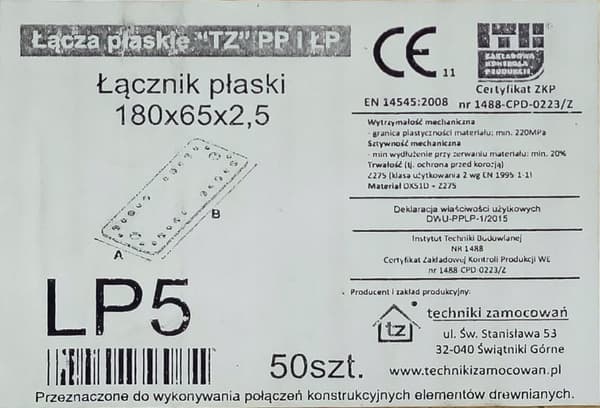 Łącza płaskie "TZ" PP i ŁP
Łącznik płaski
180x65x2,5
A
B
LP5
50szt.
CE 11
EN 14545:2008
ZAKŁADOWA
KONTROLA
PRODUKCJI
Certyfikat ZKP
nr 1488-CPD-0223/Z
Wytrzymałość mechaniczna
- granica plastyczności materiału: min. 220MPa
Sztywność mechaniczna
- min wydłużenie przy zerwaniu materiału: min. 20%
Trwałość (tj. ochrona przed korozją)
Z275 (klasa użytkowania 2 wg EN 1995-1-1)
Materiał DX51D + Z275
Deklaracja właściwości użytkowych
DWU-PPLP-1/2015
Instytut Techniki Budowlanej
NR 1488
Certyfikat Zakładowej Kontroli Produkcji WE
nr 1488-CPD-0223/Z
Producent i zakład produkcyjny:
tz
techniki zamocowań
ul. Św. Stanisława 53
32-040 Świątniki Górne
www.technikizamocowan.pl
Przeznaczone do wykonywania połączeń konstrukcyjnych elementów drewnianych.